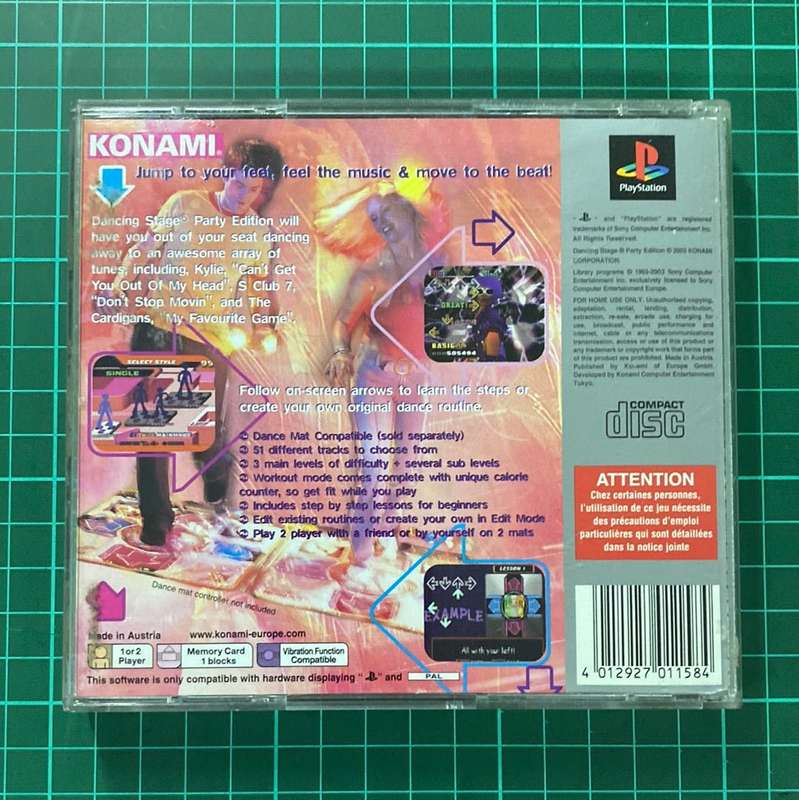 KONAMI
Jump to your feet, feel the music & move to the beat!
Dancing Stage® Party Edition will
have you out of your seat dancing
away to an awesome array of
tunes, including, Kylie, "Can't Get
You Out Of My Head", S Club 7,
"Don't Stop Movin", and The
Cardigans, "My Favourite Game".
GREAT!
BASIC
505494
SELECT STYLE
SINGLE
Follow on-screen arrows to learn the steps or
create your own original dance routine.
Dance Mat Compatible (sold separately)
51 different tracks to choose from
3 main levels of difficulty + several sub levels
Workout mode comes complete with unique calorie
counter, so get fit while you play
Includes step by step lessons for beginners
Edit existing routines or create your own in Edit Mode
Play 2 player with a friend or by yourself on 2 mats
LESSON 1
EXAMPLE
All with your left!
Dance mat controller not included
Made in Austria
www.konami-europe.com
1 or 2
Player
Memory Card
1 blocks
Vibration Function
Compatible
This software is only compatible with hardware displaying " " and PAL
PlayStation
" " and "PlayStation" are registered
trademarks of Sony Computer Entertainment Inc.
All Rights Reserved.
Dancing Stage ® Party Edition © 2003 KONAMI
CORPORATION.
Library programs © 1993-2003 Sony Computer
Entertainment Inc. exclusively licensed to Sony
Computer Entertainment Europe.
FOR HOME USE ONLY. Unauthorised copying,
adaptation, rental, lending, distribution,
extraction, re-sale, arcade use, charging for
use, broadcast, public performance and
internet, cable or any telecommunications
transmission, access or use of this product or
any trademark or copyright work that forms part
of this product are prohibited. Made in Austria.
Published by Konami of Europe GmbH.
Developed by Konami Computer Entertainment
Tokyo.
COMPACT
disc
ATTENTION
Chez certaines personnes,
l'utilisation de ce jeu nécessite
des précautions d'emploi
particulières qui sont détaillées
dans la notice jointe
4 012927 011584